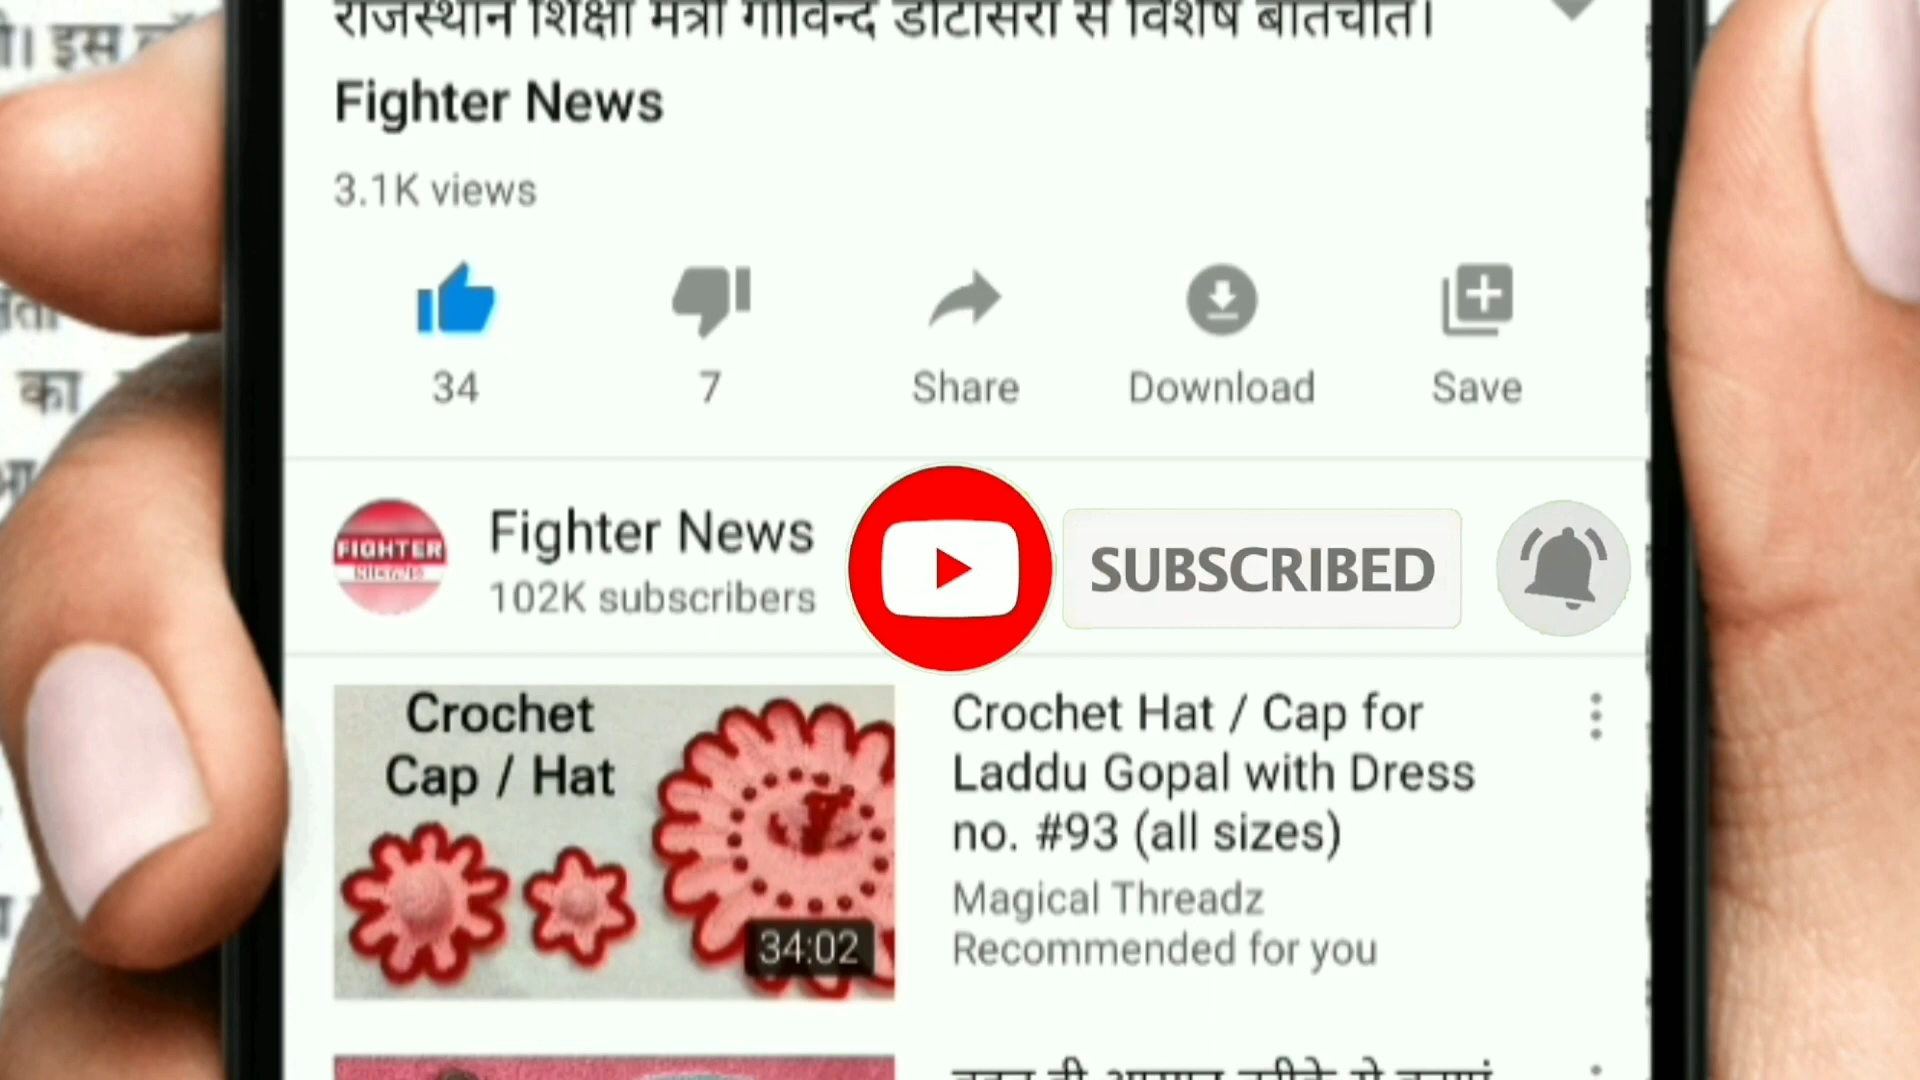 राजस्थान शिक्षा मंत्री गोविन्द डोटासरा से विशेष बातचीत।
Fighter News
3.1K views
34
7
Share
Download
Save
FIGHTER
Fighter News
102K subscribers
SUBSCRIBED
Crochet
Cap / Hat
34:02
Crochet Hat / Cap for
Laddu Gopal with Dress
no. #93 (all sizes)
Magical Threadz
Recommended for you
इस
का